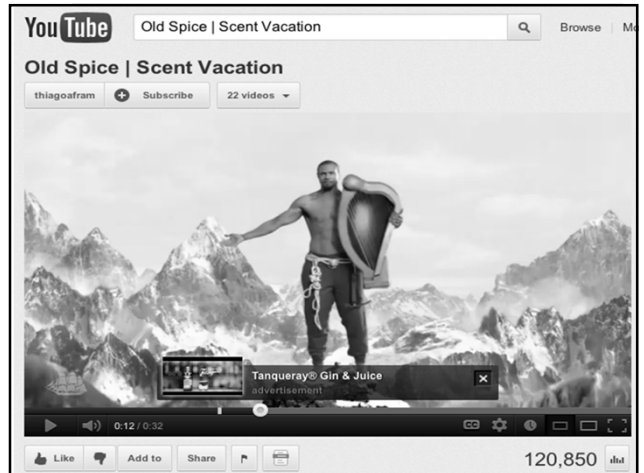 YouTube Old Spice | Scent Vacation Browse
Old Spice | Scent Vacation
thiagoafram Subscribe 22 videos
Tanqueray® Gin & Juice
advertisement
0:12 / 0:32 CC
Like Add to Share 120,850